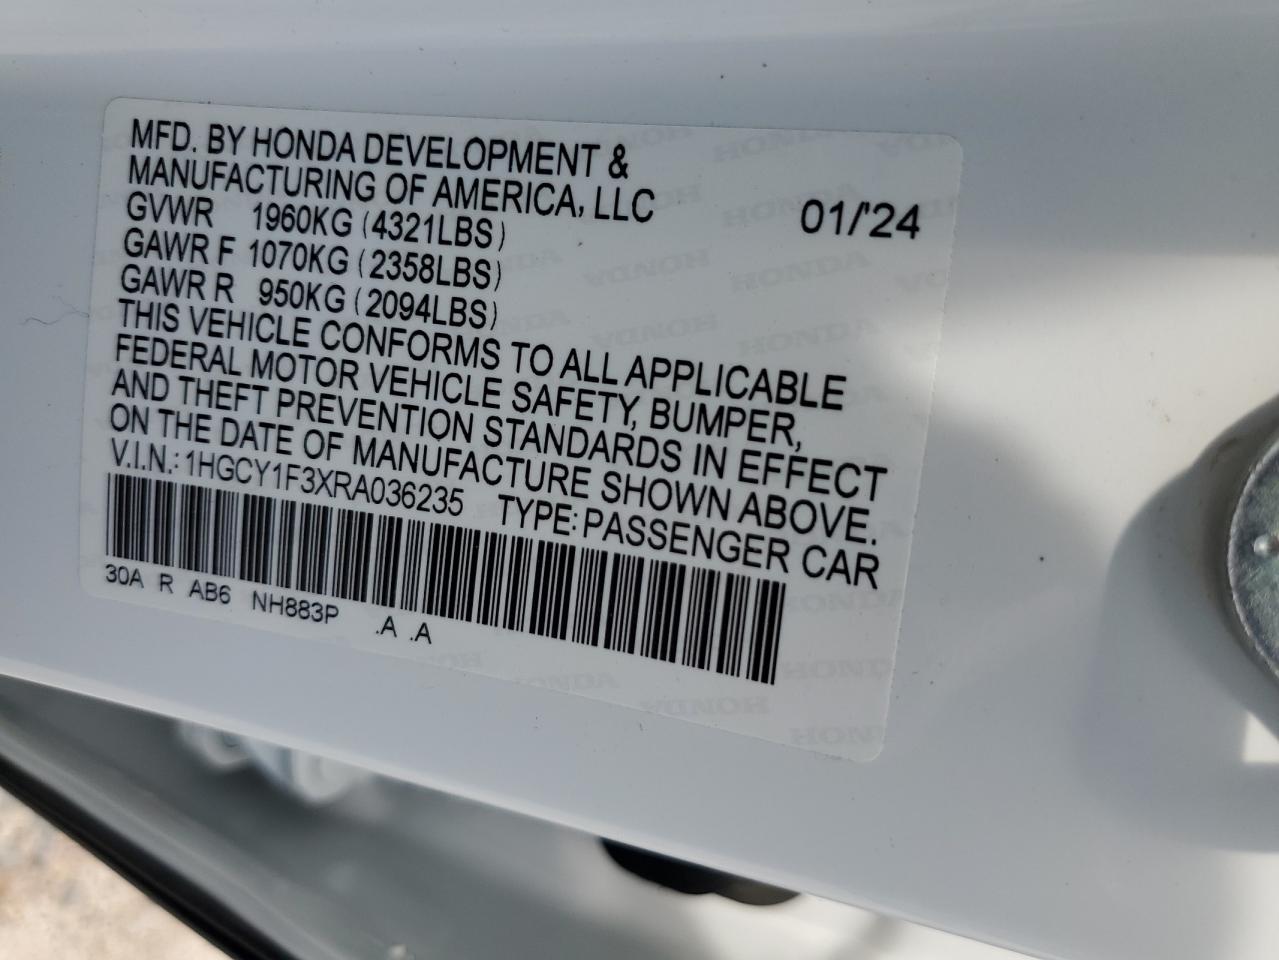 MFD. BY HONDA DEVELOPMENT &
MANUFACTURING OF AMERICA, LLC 01/'24
GVWR 1960KG (4321LBS)
GAWR F 1070KG (2358LBS)
GAWR R 950KG (2094LBS)
THIS VEHICLE CONFORMS TO ALL APPLICABLE
FEDERAL MOTOR VEHICLE SAFETY, BUMPER,
AND THEFT PREVENTION STANDARDS IN EFFECT
ON THE DATE OF MANUFACTURE SHOWN ABOVE.
V.I.N.: 1HGCY1F3XRA036235 TYPE: PASSENGER CAR
30A R AB6 NH883P .A .A